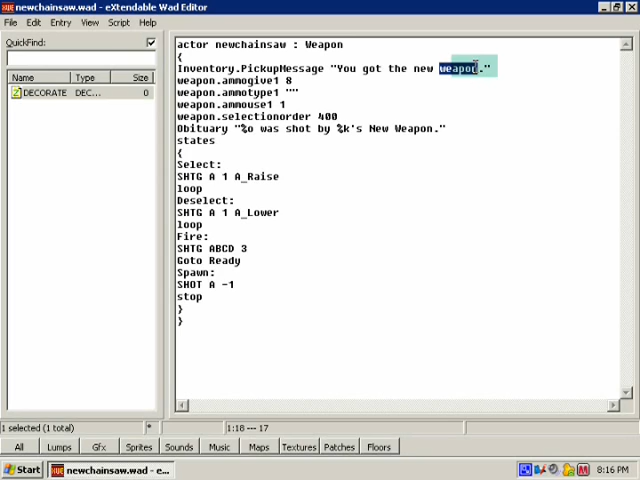 newchainsaw.wad - eXtendable Wad Editor
File Edit Entry View Script Help
QuickFind:
Name Type Size
DECORATE DEC... 0
actor newchainsaw : Weapon
{
Inventory.PickupMessage "You got the new weapon."
weapon.ammogive1 8
weapon.ammotype1 ""
weapon.ammouse1 1
weapon.selectionorder 400
Obituary "%o was shot by %k's New Weapon."
states
{
Select:
SHTG A 1 A_Raise
loop
Deselect:
SHTG A 1 A_Lower
loop
Fire:
SHTG ABCD 3
Goto Ready
Spawn:
SHOT A -1
stop
}
}
1 selected (1 total) * 1:18 --- 17
All Lumps Gfx Sprites Sounds Music Maps Textures Patches Floors
Start newchainsaw.wad - e... 8:16 PM